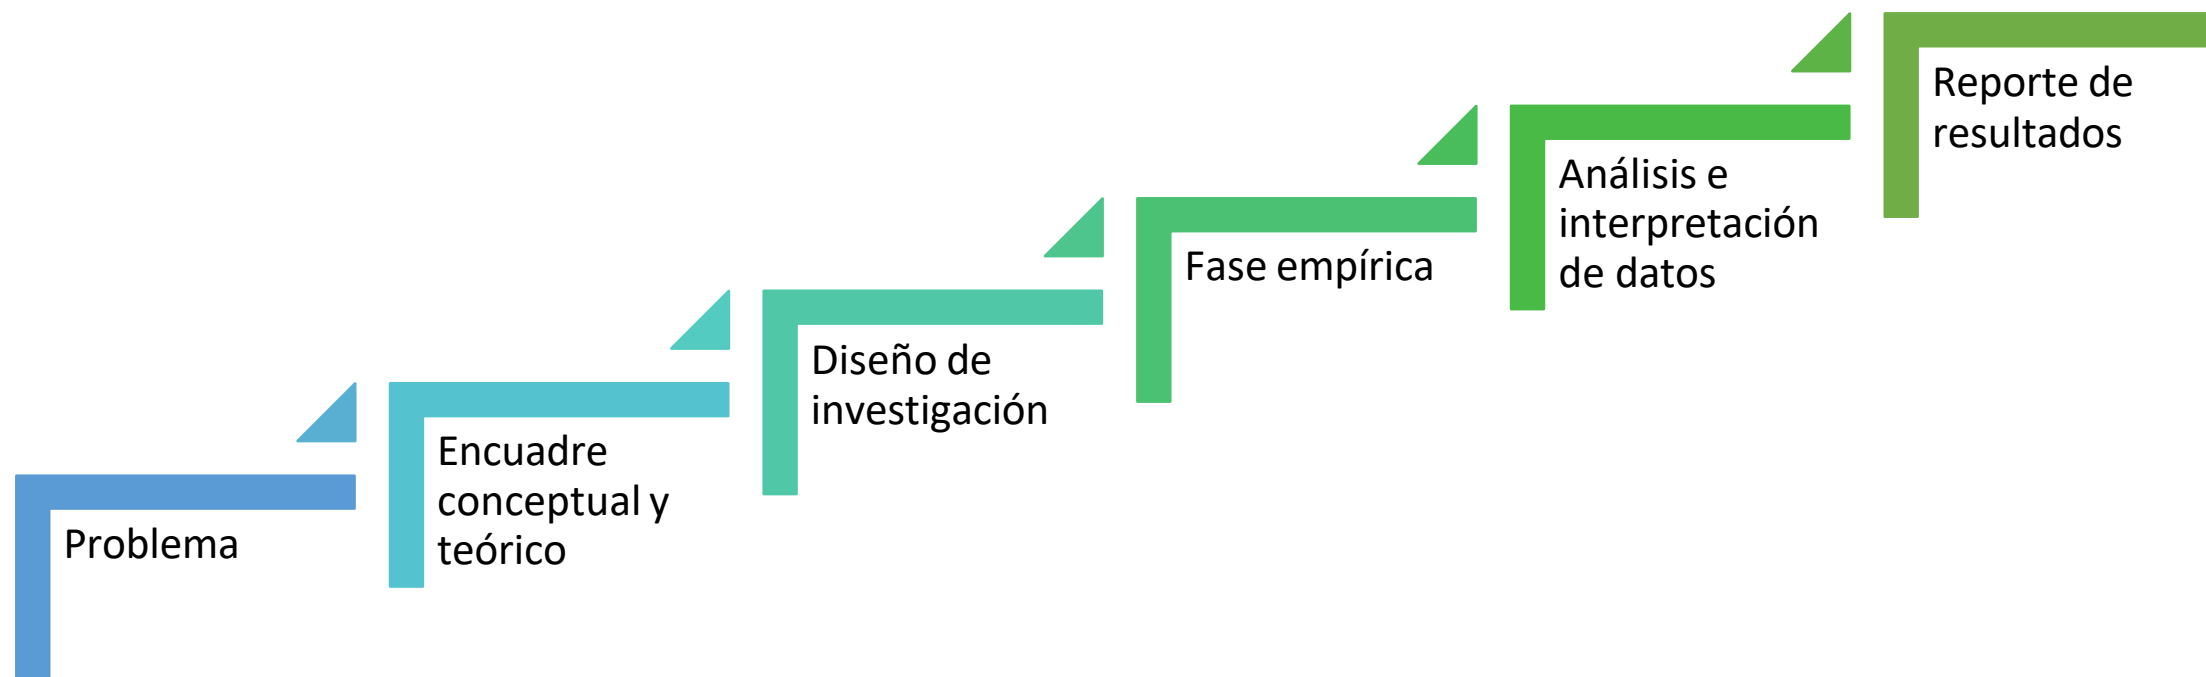 Problema
Encuadre
conceptual y
teórico
Diseño de
investigación
Fase empírica
Análisis e
interpretación
de datos
Reporte de
resultados